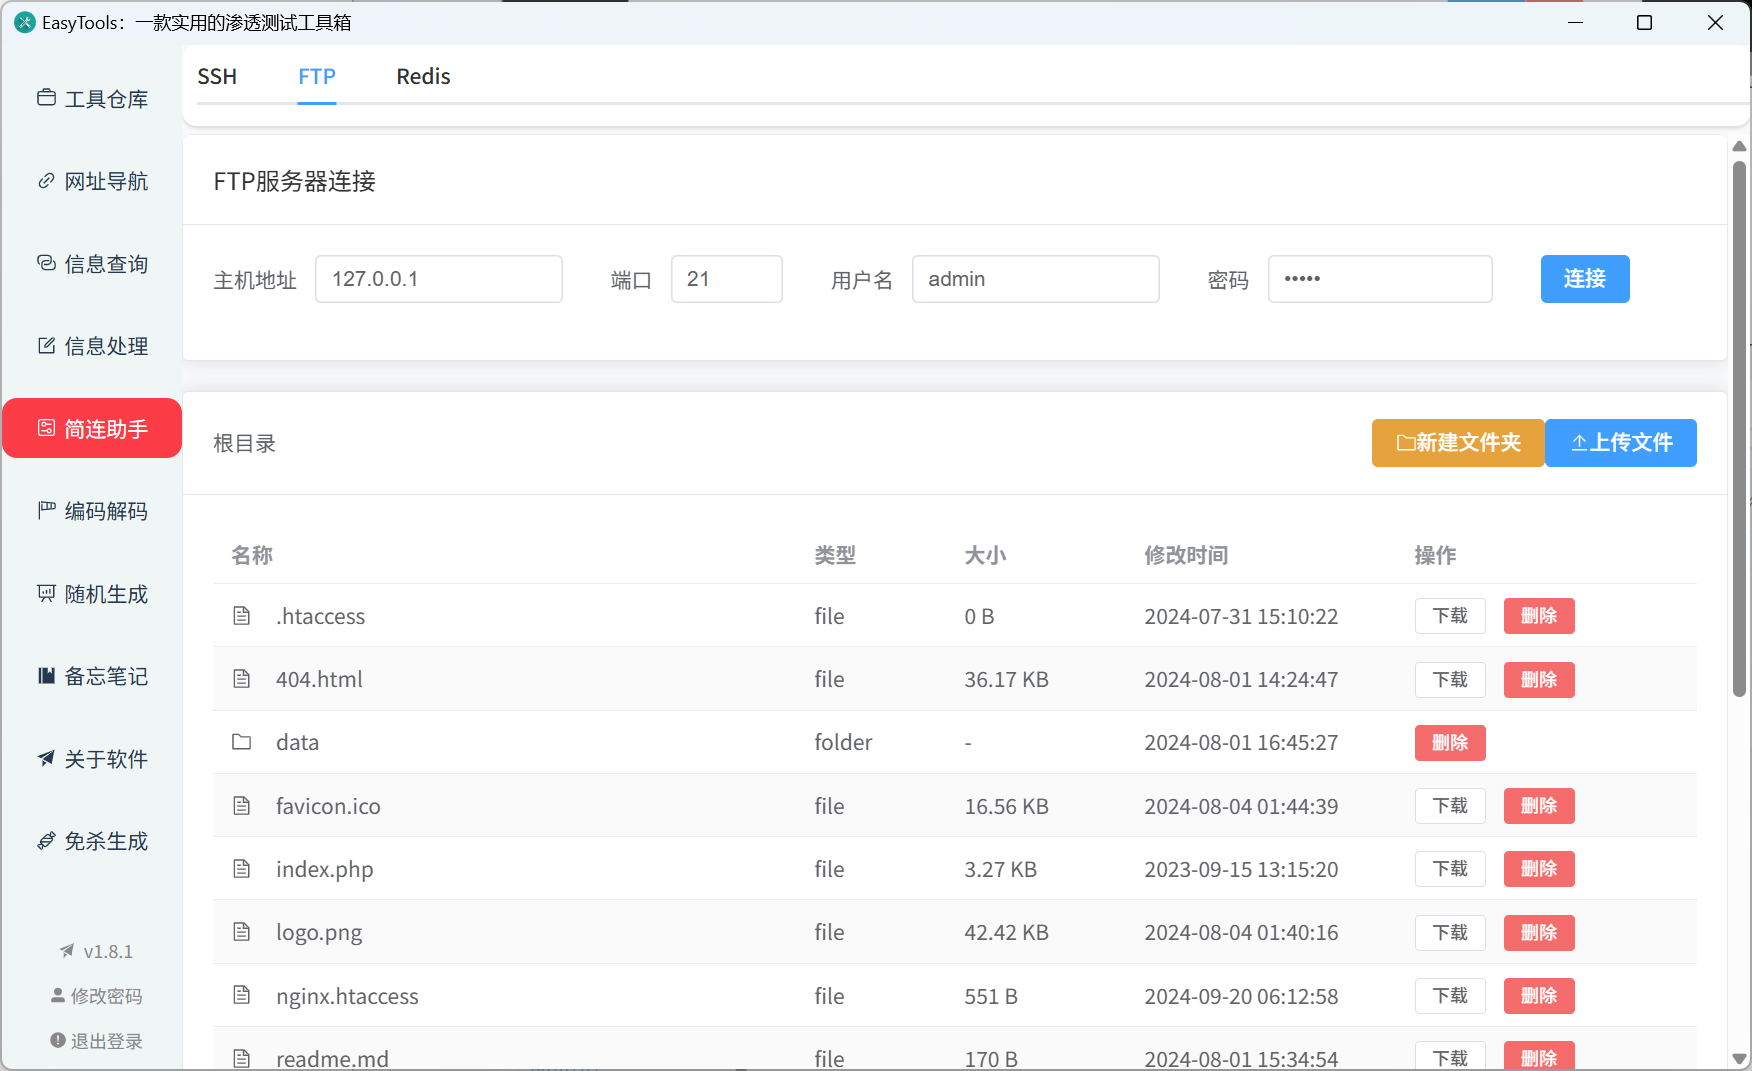 EasyTools：一款实用的渗透测试工具箱
SSH FTP Redis
工具仓库
网址导航
信息查询
信息处理
简连助手
编码解码
随机生成
备忘笔记
关于软件
免杀生成
v1.8.1
修改密码
退出登录
FTP服务器连接
主机地址 127.0.0.1 端口 21 用户名 admin 密码 ••••• 连接
根目录 新建文件夹 上传文件
名称 类型 大小 修改时间 操作
.htaccess file 0 B 2024-07-31 15:10:22 下载 删除
404.html file 36.17 KB 2024-08-01 14:24:47 下载 删除
data folder - 2024-08-01 16:45:27 删除
favicon.ico file 16.56 KB 2024-08-04 01:44:39 下载 删除
index.php file 3.27 KB 2023-09-15 13:15:20 下载 删除
logo.png file 42.42 KB 2024-08-04 01:40:16 下载 删除
nginx.htaccess file 551 B 2024-09-20 06:12:58 下载 删除
readme.md file 170 B 2024-08-01 15:34:54 下载 删除